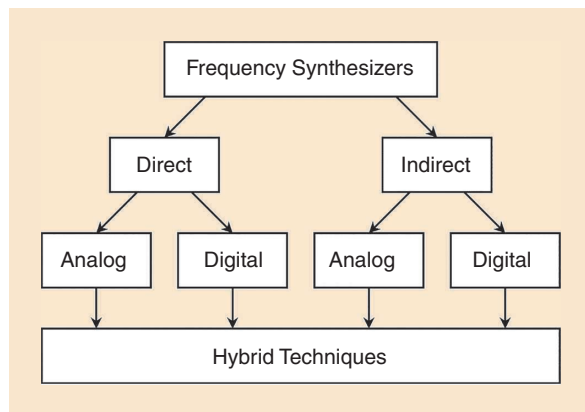 Frequency Synthesizers
Direct
Indirect
Analog
Digital
Analog
Digital
Hybrid Techniques